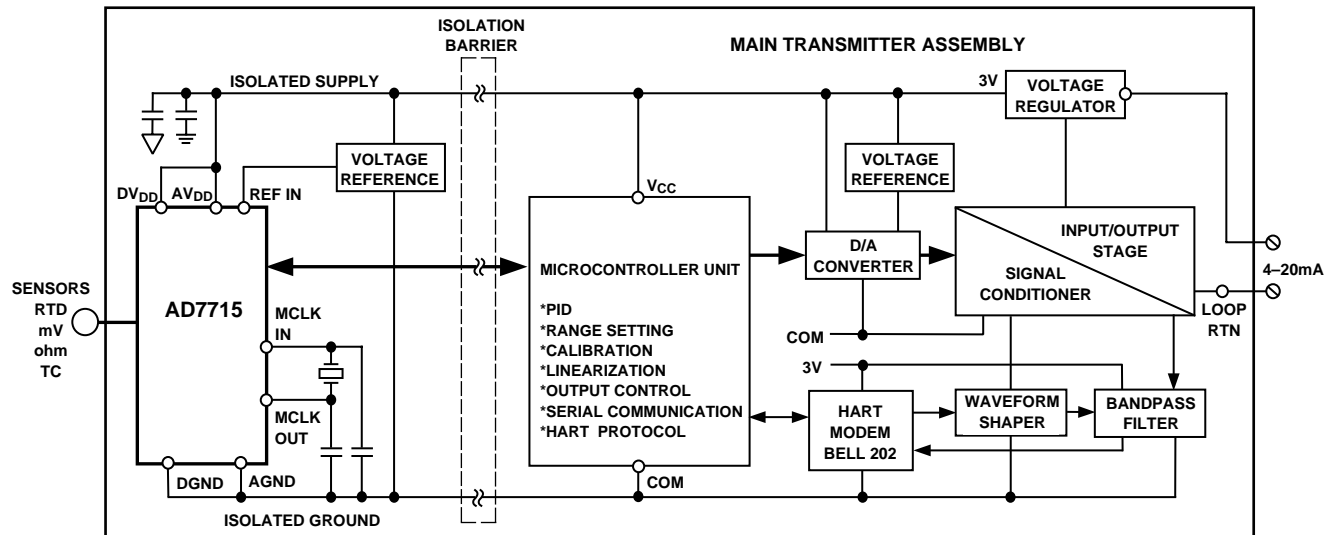 ISOLATION
BARRIER
MAIN TRANSMITTER ASSEMBLY
ISOLATED SUPPLY
3V
VOLTAGE
REGULATOR
VOLTAGE
REFERENCE
VOLTAGE
REFERENCE
DVDD
AVDD
REF IN
VCC
SENSORS
RTD
mV
ohm
TC
AD7715
MCLK
IN
MCLK
OUT
MICROCONTROLLER UNIT
*PID
*RANGE SETTING
*CALIBRATION
*LINEARIZATION
*OUTPUT CONTROL
*SERIAL COMMUNICATION
*HART PROTOCOL
D/A
CONVERTER
INPUT/OUTPUT
STAGE
SIGNAL
CONDITIONER
4–20mA
LOOP
RTN
COM
3V
HART
MODEM
BELL 202
WAVEFORM
SHAPER
BANDPASS
FILTER
DGND
AGND
COM
ISOLATED GROUND